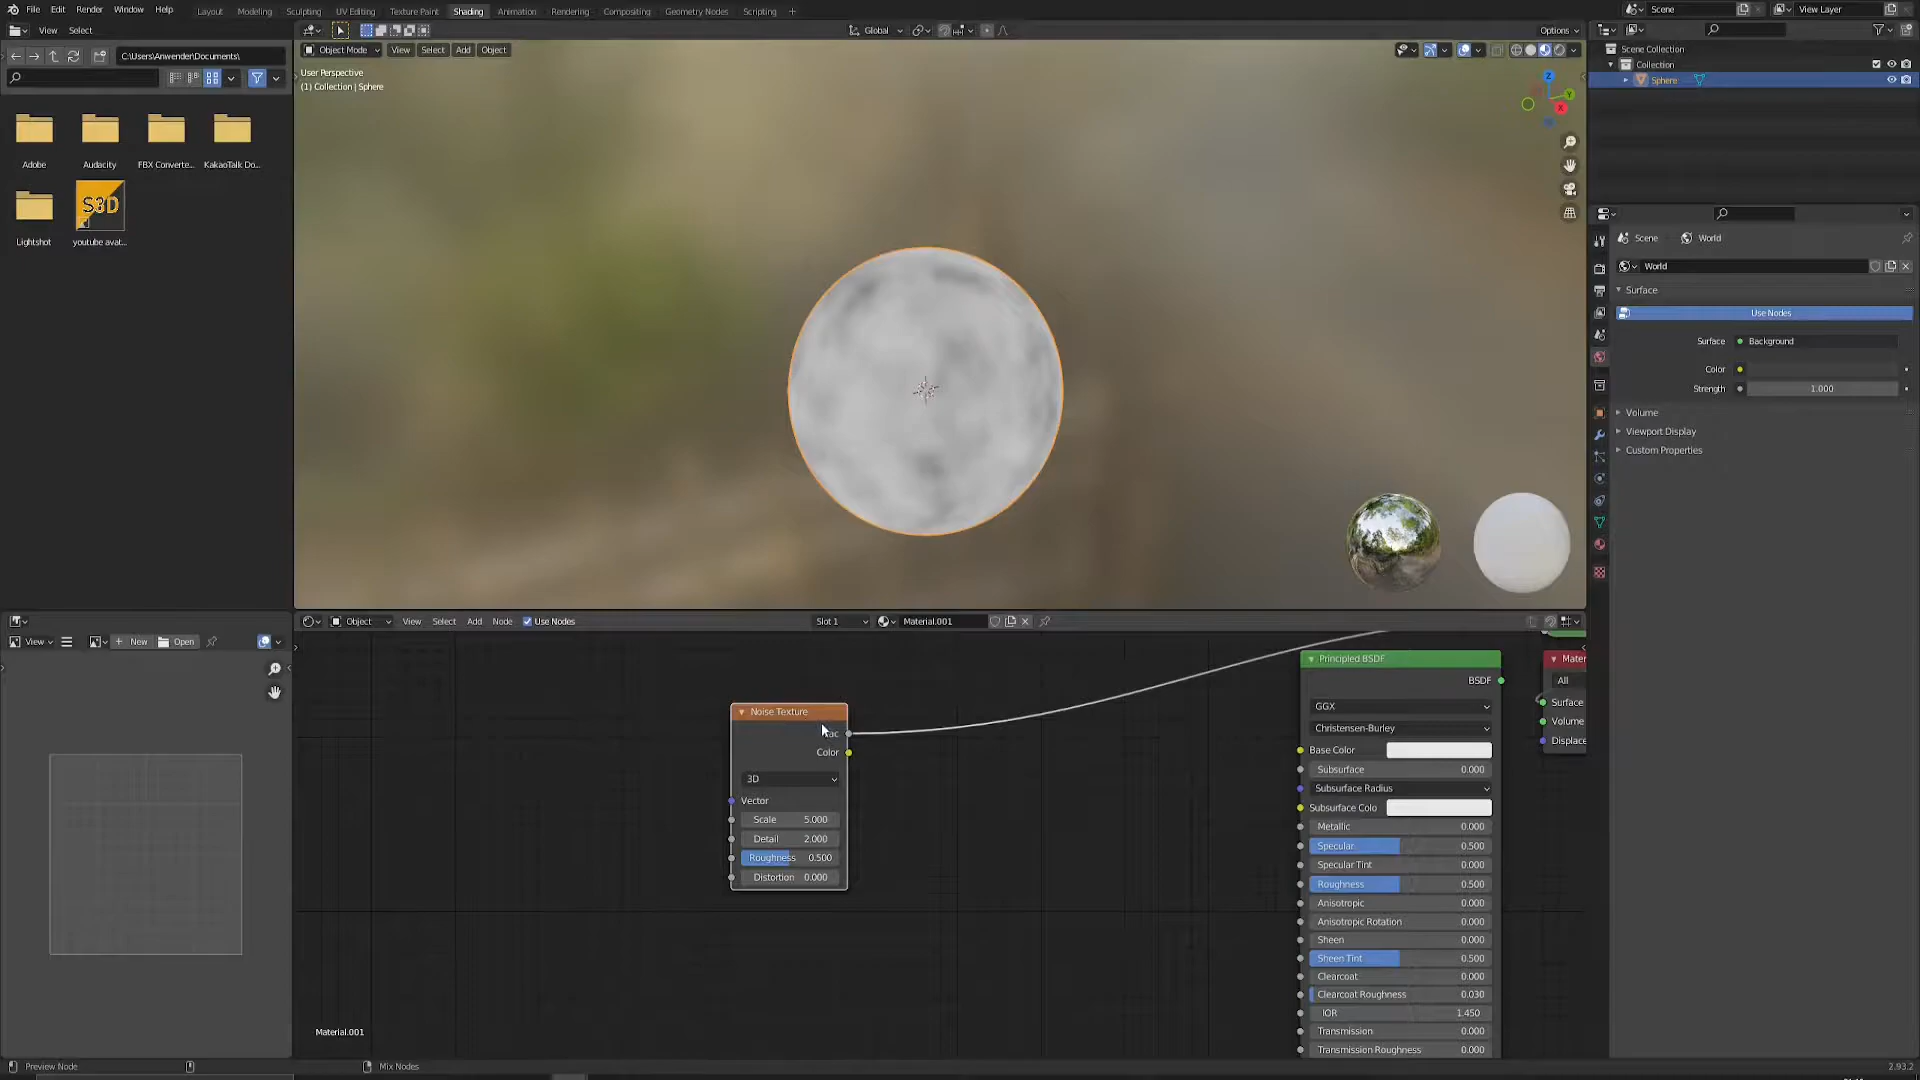 File Edit Render Window Help Layout Modeling Sculpting UV Editing Texture Paint Shading Animation Rendering Compositing Geometry Nodes Scripting + Scene View Layer
View Select
C:\Users\Anwender\Documents\
Adobe Audacity FBX Converte... KakaoTalk Do...
S3D
Lightshot youtube avat...
Global Options
Object Mode View Select Add Object
User Perspective
(1) Collection | Sphere
Z
Y
X
Scene Collection
Collection
Sphere
Scene World
World
Surface
Use Nodes
Surface Background
Color
Strength 1.000
Volume
Viewport Display
Custom Properties
View New Open
Object View Select Add Node Use Nodes Slot 1 Material.001
Noise Texture
Color
3D
Vector
Scale 5.000
Detail 2.000
Roughness 0.500
Distortion 0.000
Principled BSDF
BSDF
GGX
Christensen-Burley
Base Color
Subsurface 0.000
Subsurface Radius
Subsurface Colo
Metallic 0.000
Specular 0.500
Specular Tint 0.000
Roughness 0.500
Anisotropic 0.000
Anisotropic Rotation 0.000
Sheen 0.000
Sheen Tint 0.500
Clearcoat 0.000
Clearcoat Roughness 0.030
IOR 1.450
Transmission 0.000
Transmission Roughness 0.000
Mater
All
Surface
Volume
Displace
Material.001
Preview Node Mix Nodes 2.93.2